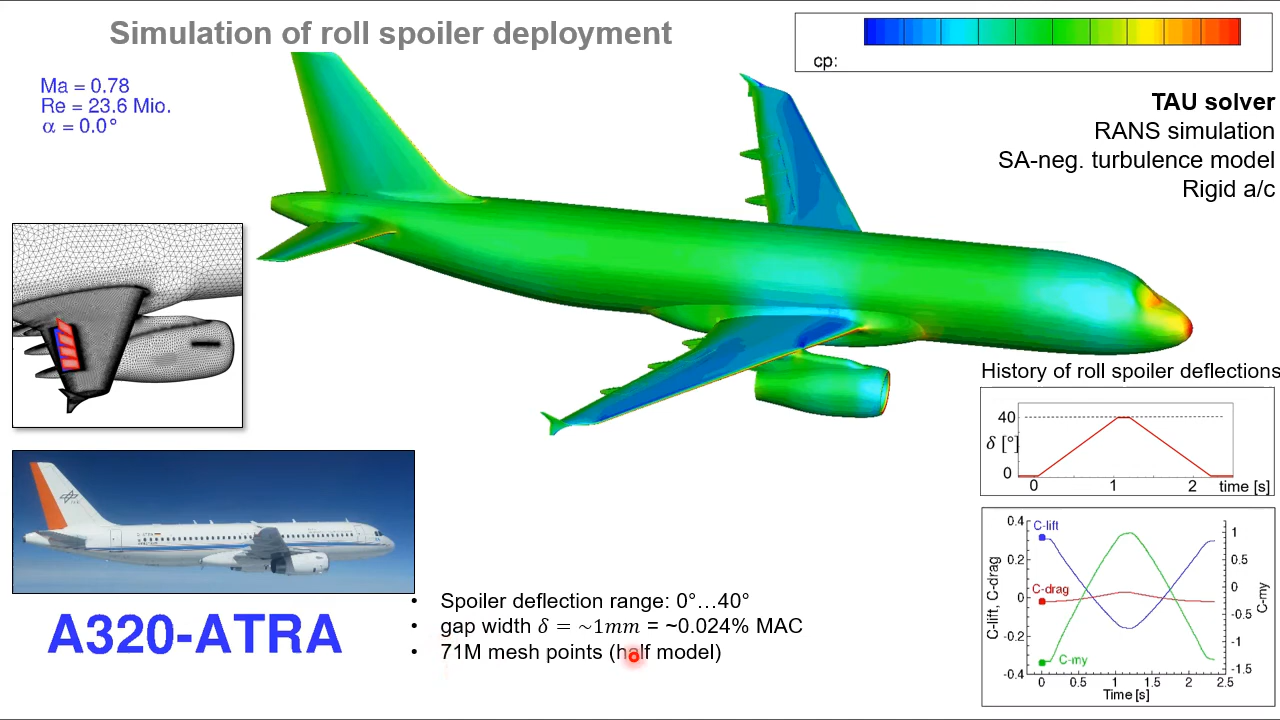 Simulation of roll spoiler deployment
cp:
Ma = 0.78
Re = 23.6 Mio.
α = 0.0°
TAU solver
RANS simulation
SA-neg. turbulence model
Rigid a/c
History of roll spoiler deflections
40
δ [°]
0
0 1 2 time [s]
A320-ATRA
• Spoiler deflection range: 0°…40°
• gap width δ = ~1mm = ~0.024% MAC
• 71M mesh points (half model)
0.4
0.2
0
-0.2
-0.4
C-lift, C-drag
C-lift
C-drag
C-my
1
0.5
0
-0.5
-1
-1.5
C-my
0 0.5 1 1.5 2 2.5
Time [s]